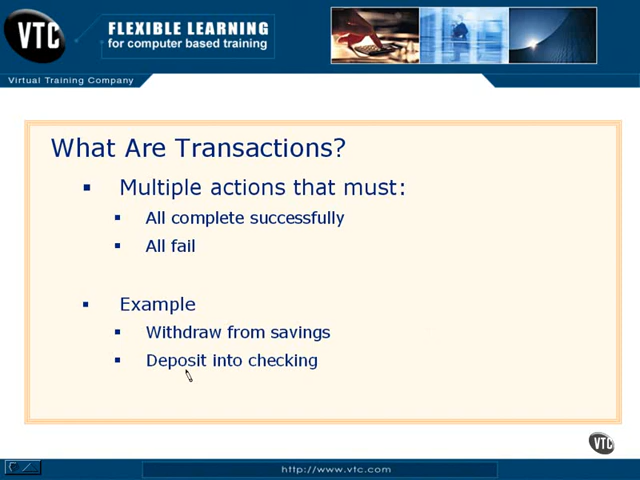 VTC
FLEXIBLE LEARNING
for computer based training
Virtual Training Company
What Are Transactions?
Multiple actions that must:
All complete successfully
All fail
Example
Withdraw from savings
Deposit into checking
VTC
http://www.vtc.com